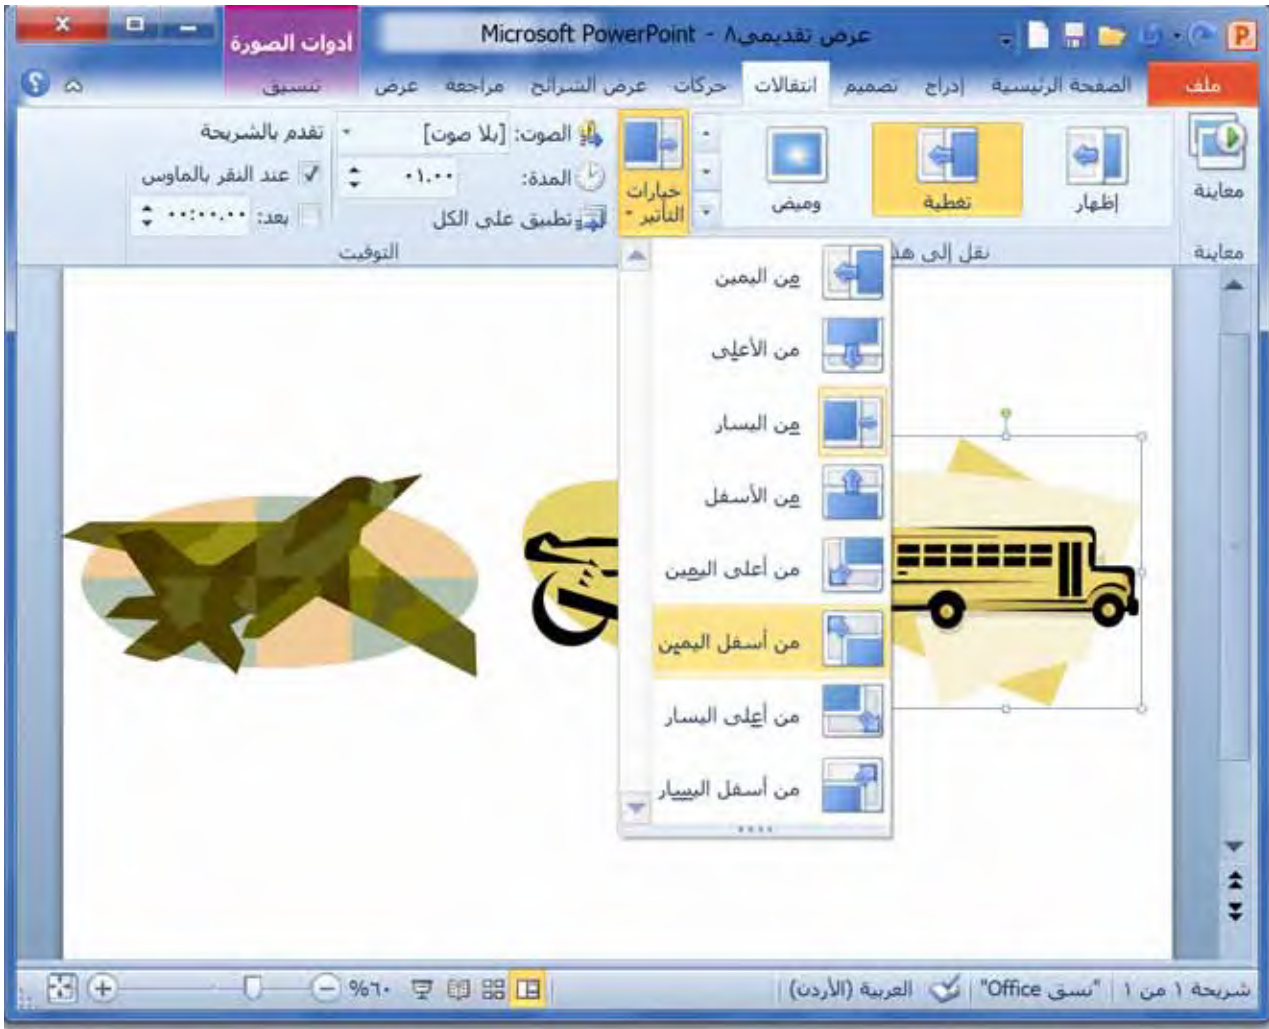 عرض تقديمي٨ - Microsoft PowerPoint
أدوات الصورة
ملف الصفحة الرئيسية إدراج تصميم انتقالات حركات عرض الشرائح مراجعة عرض تنسيق
معاينة
إظهار
تغطية
وميض
خيارات التأثير
الصوت: [بلا صوت]
المدة: ٠١.٠٠
تطبيق على الكل
تقدم بالشريحة
عند النقر بالماوس
بعد: ٠٠:٠٠.٠٠
معاينة
نقل إلى هذ
التوقيت
من اليمين
من الأعلى
من اليسار
من الأسفل
من أعلى اليمين
من أسفل اليمين
من أعلى اليسار
من أسفل اليسار
شريحة ١ من ١ "نسق Office" العربية (الأردن) ٦٠%